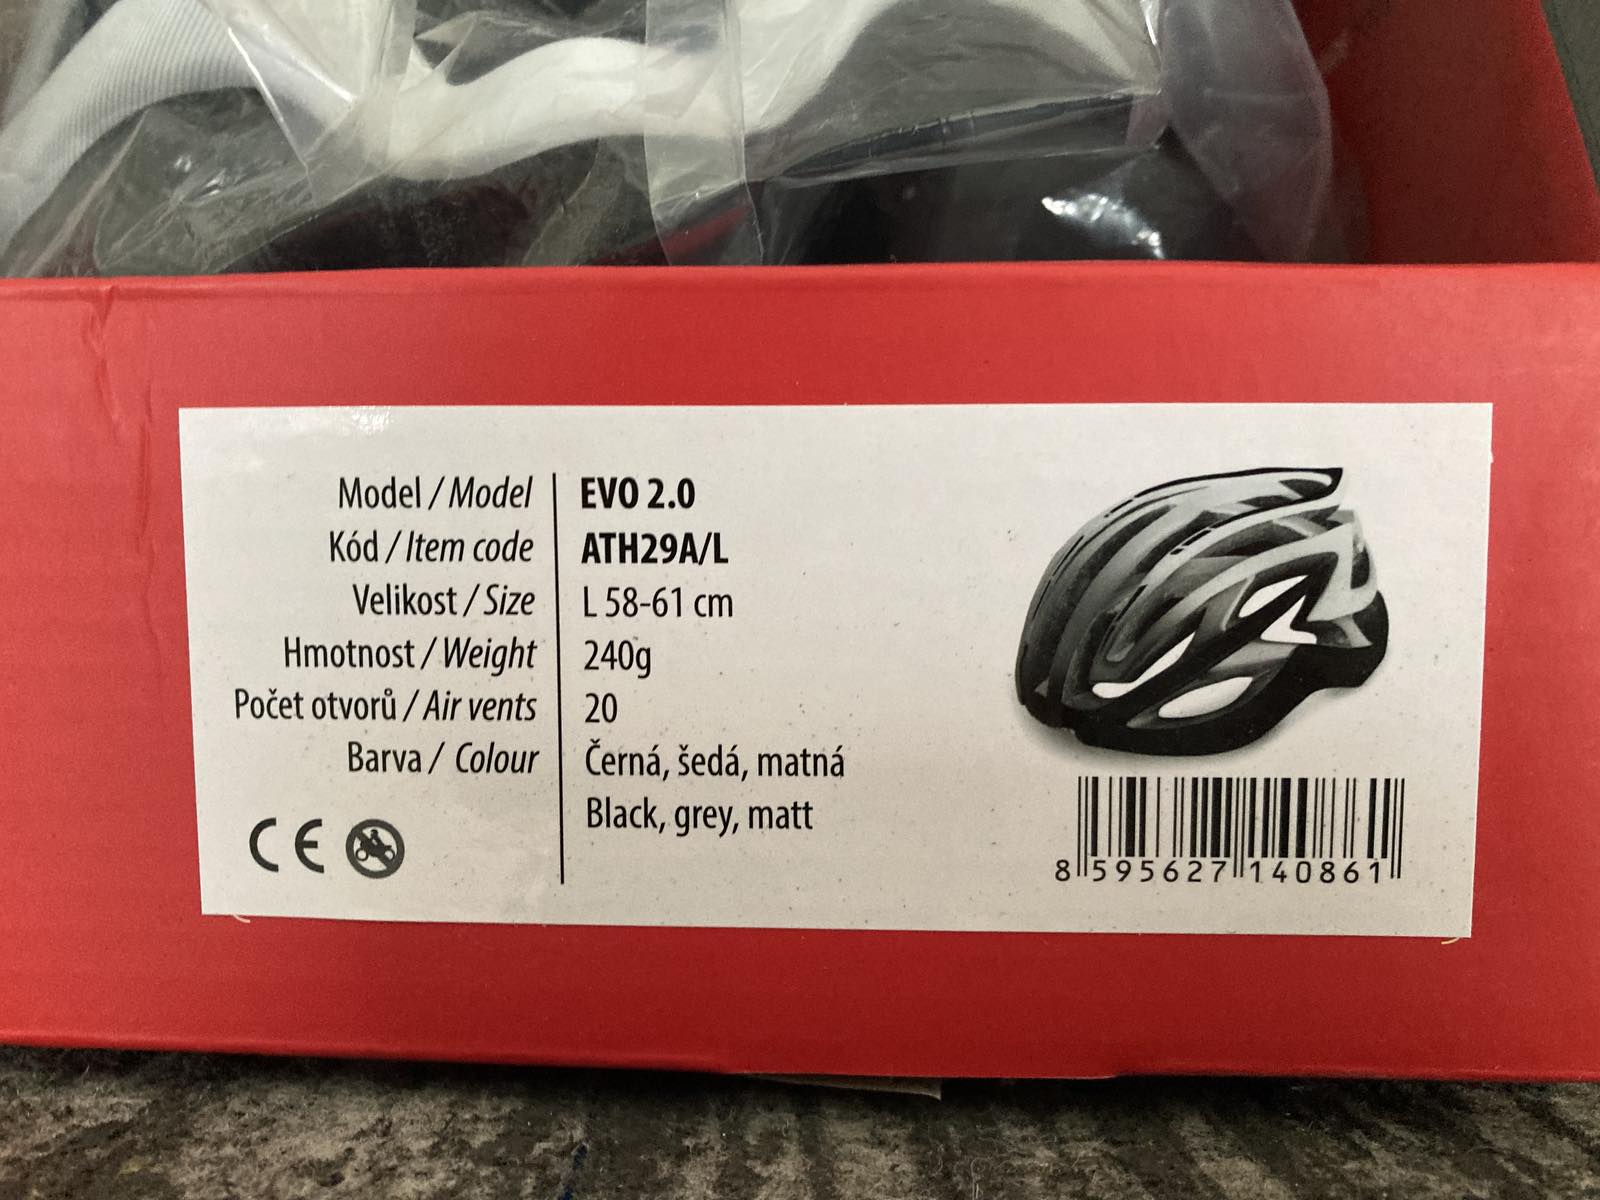 Model / Model EVO 2.0
Kód / Item code ATH29A/L
Velikost / Size L 58-61 cm
Hmotnost / Weight 240g
Počet otvorů / Air vents 20
Barva / Colour Černá, šedá, matná
Black, grey, matt
CE
8 595627 140861